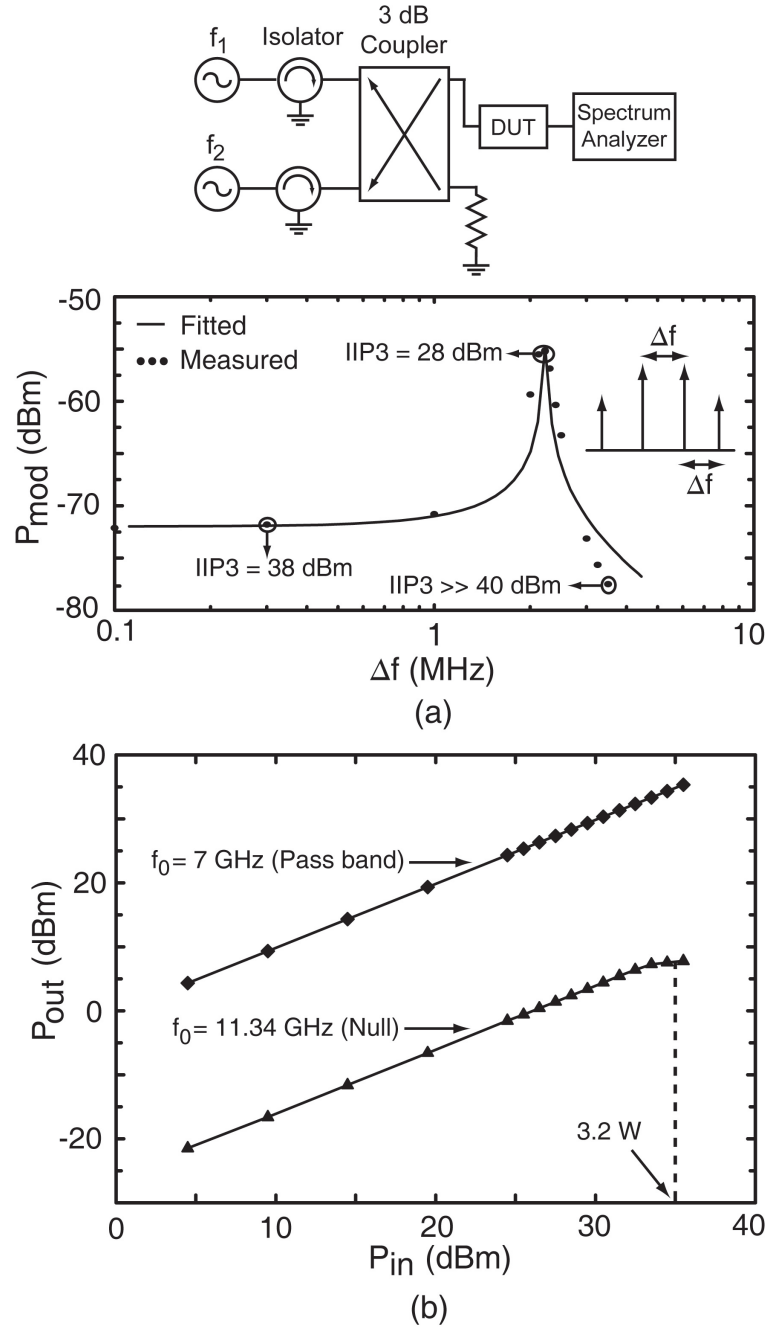 3 dB
Coupler
Isolator
f1
f2
DUT
Spectrum
Analyzer
-50
-60
-70
-80
Pmod (dBm)
Fitted
Measured
IIP3 = 28 dBm
Δf
Δf
IIP3 = 38 dBm
IIP3 >> 40 dBm
0.1
1
10
Δf (MHz)
(a)
40
20
0
-20
Pout (dBm)
f0= 7 GHz (Pass band)
f0= 11.34 GHz (Null)
3.2 W
0
10
20
30
40
Pin (dBm)
(b)